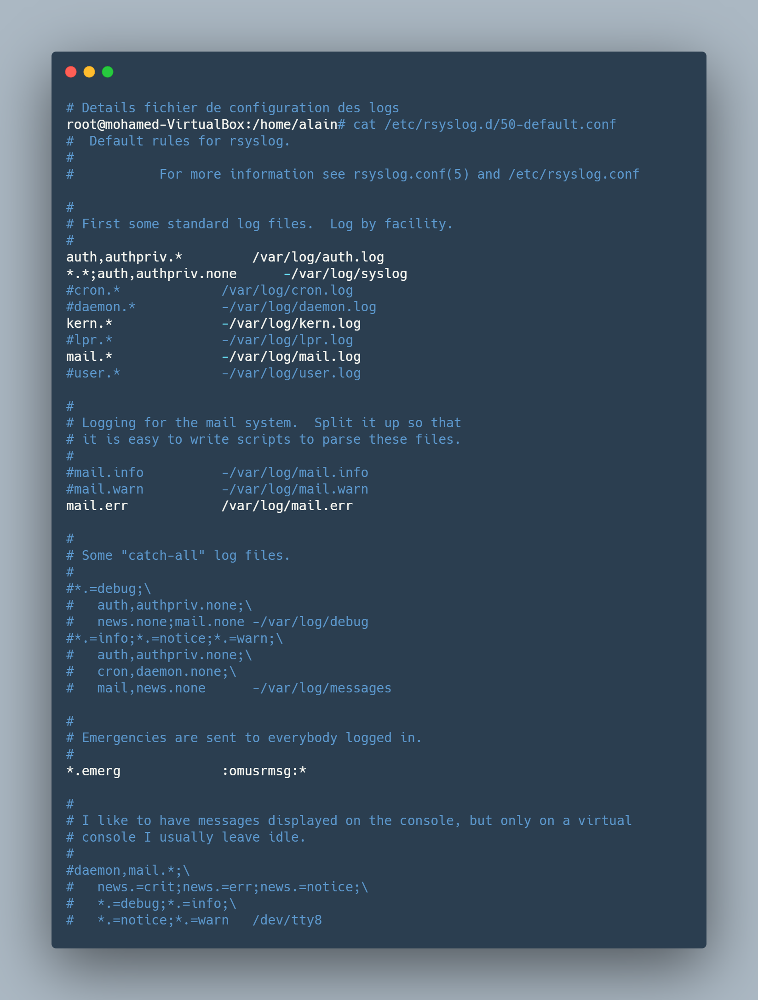 # Details fichier de configuration des logs
root@mohamed-VirtualBox:/home/alain# cat /etc/rsyslog.d/50-default.conf
#  Default rules for rsyslog.
#
#           For more information see rsyslog.conf(5) and /etc/rsyslog.conf

#
# First some standard log files.  Log by facility.
#
auth,authpriv.*         /var/log/auth.log
*.*;auth,authpriv.none      -/var/log/syslog
#cron.*             /var/log/cron.log
#daemon.*           -/var/log/daemon.log
kern.*              -/var/log/kern.log
#lpr.*              -/var/log/lpr.log
mail.*              -/var/log/mail.log
#user.*             -/var/log/user.log

#
# Logging for the mail system.  Split it up so that
# it is easy to write scripts to parse these files.
#
#mail.info          -/var/log/mail.info
#mail.warn          -/var/log/mail.warn
mail.err            /var/log/mail.err

#
# Some "catch-all" log files.
#
#*.=debug;\
#   auth,authpriv.none;\
#   news.none;mail.none -/var/log/debug
#*.=info;*.=notice;*.=warn;\
#   auth,authpriv.none;\
#   cron,daemon.none;\
#   mail,news.none      -/var/log/messages

#
# Emergencies are sent to everybody logged in.
#
*.emerg             :omusrmsg:*

#
# I like to have messages displayed on the console, but only on a virtual
# console I usually leave idle.
#
#daemon,mail.*;\
#   news.=crit;news.=err;news.=notice;\
#   *.=debug;*.=info;\
#   *.=notice;*.=warn   /dev/tty8